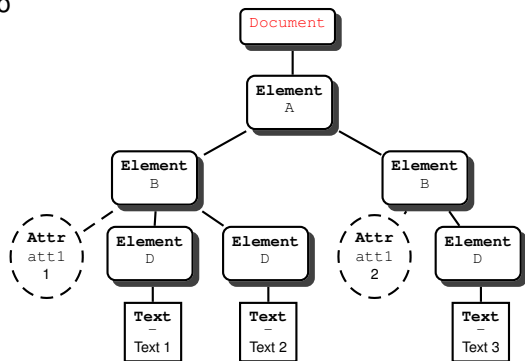 Document
Element
A
Element
B
Element
B
Attr
att1
1
Element
D
Element
D
Attr
att1
2
Element
D
Text
–
Text 1
Text
–
Text 2
Text
–
Text 3